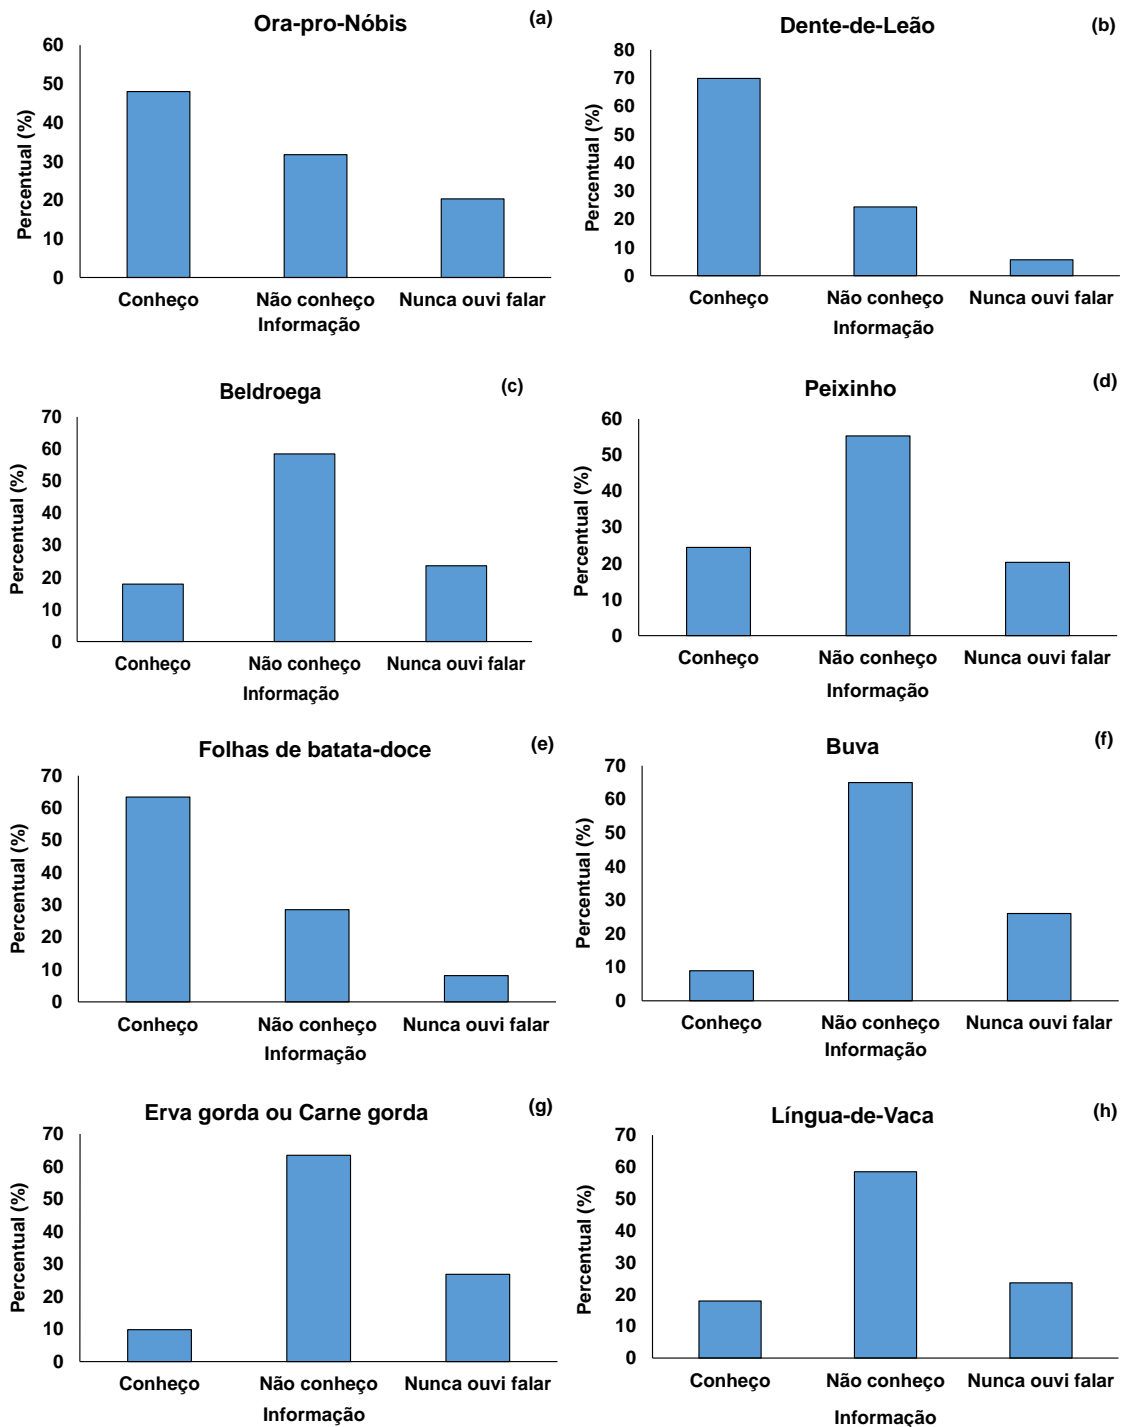 Ora-pro-Nóbis
(a)
Percentual (%)
60
50
40
30
20
10
0
Conheço Não conheço Nunca ouvi falar
Informação
Dente-de-Leão
(b)
Percentual (%)
80
70
60
50
40
30
20
10
0
Conheço Não conheço Nunca ouvi falar
Informação
Beldroega
(c)
Percentual (%)
70
60
50
40
30
20
10
0
Conheço Não conheço Nunca ouvi falar
Informação
Peixinho
(d)
Percentual (%)
60
50
40
30
20
10
0
Conheço Não conheço Nunca ouvi falar
Informação
Folhas de batata-doce
(e)
Percentual (%)
70
60
50
40
30
20
10
0
Conheço Não conheço Nunca ouvi falar
Informação
Buva
(f)
Percentual (%)
70
60
50
40
30
20
10
0
Conheço Não conheço Nunca ouvi falar
Informação
Erva gorda ou Carne gorda
(g)
Percentual (%)
70
60
50
40
30
20
10
0
Conheço Não conheço Nunca ouvi falar
Informação
Língua-de-Vaca
(h)
Percentual (%)
70
60
50
40
30
20
10
0
Conheço Não conheço Nunca ouvi falar
Informação